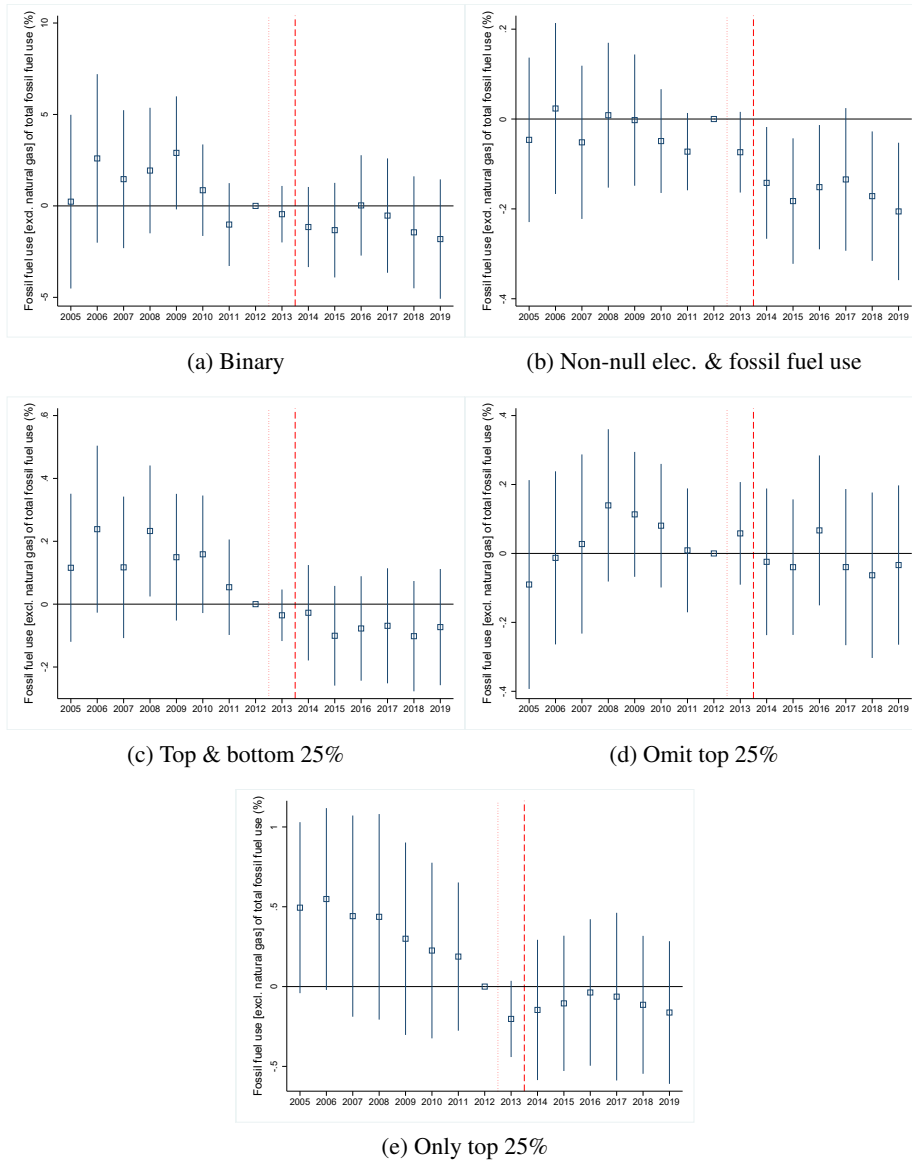 Fossil fuel use [excl. natural gas] of total fossil fuel use (%)
10
5
0
-5
2005 2006 2007 2008 2009 2010 2011 2012 2013 2014 2015 2016 2017 2018 2019
(a) Binary
Fossil fuel use [excl. natural gas] of total fossil fuel use (%)
.2
0
-.2
-.4
2005 2006 2007 2008 2009 2010 2011 2012 2013 2014 2015 2016 2017 2018 2019
(b) Non-null elec. & fossil fuel use
Fossil fuel use [excl. natural gas] of total fossil fuel use (%)
.6
.4
.2
0
-.2
2005 2006 2007 2008 2009 2010 2011 2012 2013 2014 2015 2016 2017 2018 2019
(c) Top & bottom 25%
Fossil fuel use [excl. natural gas] of total fossil fuel use (%)
.4
.2
0
-.2
-.4
2005 2006 2007 2008 2009 2010 2011 2012 2013 2014 2015 2016 2017 2018 2019
(d) Omit top 25%
Fossil fuel use [excl. natural gas] of total fossil fuel use (%)
1
.5
0
-.5
2005 2006 2007 2008 2009 2010 2011 2012 2013 2014 2015 2016 2017 2018 2019
(e) Only top 25%